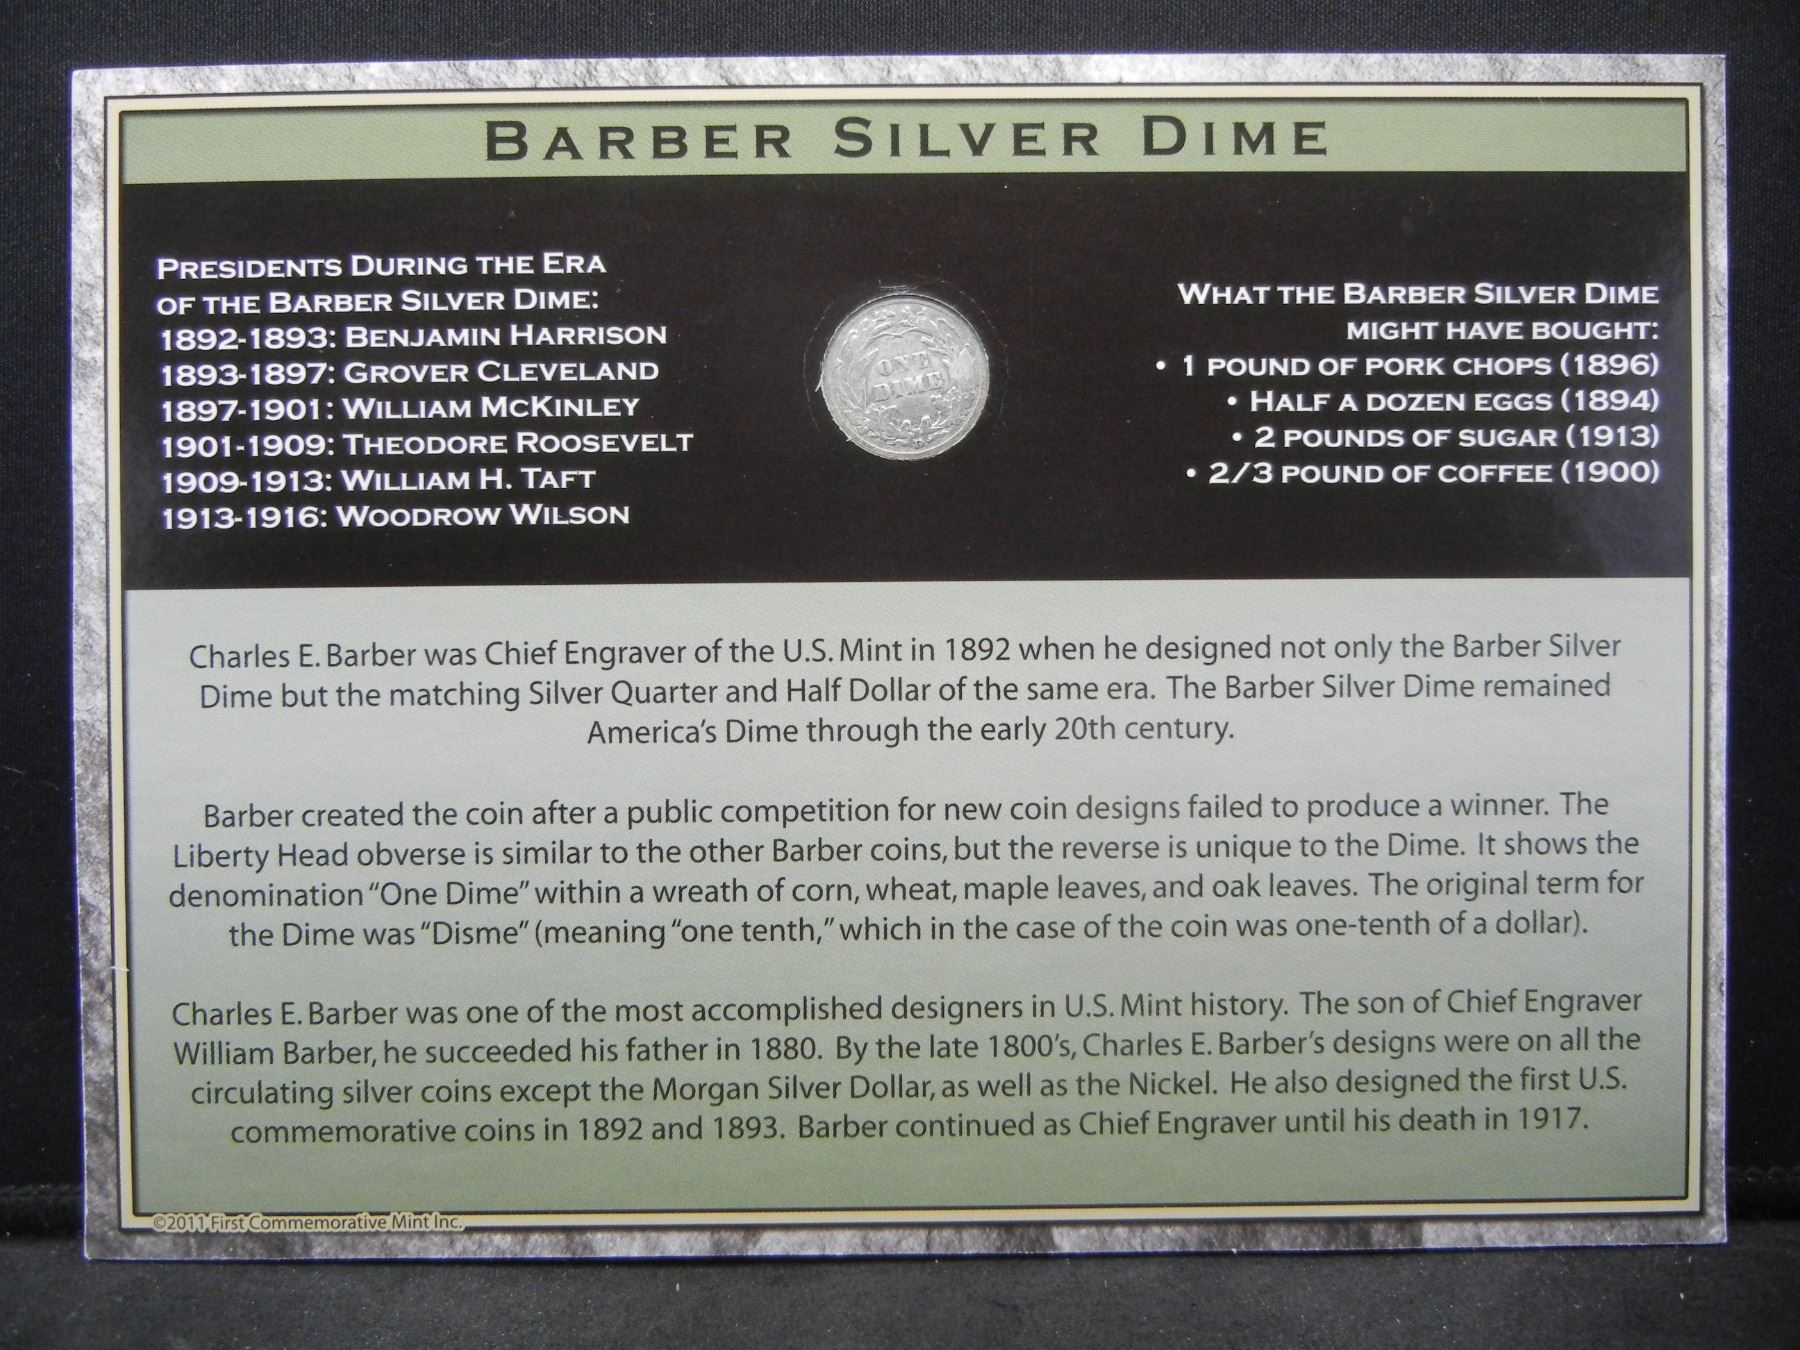 BARBER SILVER DIME
PRESIDENTS DURING THE ERA
OF THE BARBER SILVER DIME:
1892-1893: BENJAMIN HARRISON
1893-1897: GROVER CLEVELAND
1897-1901: WILLIAM MCKINLEY
1901-1909: THEODORE ROOSEVELT
1909-1913: WILLIAM H. TAFT
1913-1916: WOODROW WILSON
ONE
DIME
WHAT THE BARBER SILVER DIME
MIGHT HAVE BOUGHT:
• 1 POUND OF PORK CHOPS (1896)
• HALF A DOZEN EGGS (1894)
• 2 POUNDS OF SUGAR (1913)
• 2/3 POUND OF COFFEE (1900)
Charles E. Barber was Chief Engraver of the U.S. Mint in 1892 when he designed not only the Barber Silver
Dime but the matching Silver Quarter and Half Dollar of the same era. The Barber Silver Dime remained
America's Dime through the early 20th century.
Barber created the coin after a public competition for new coin designs failed to produce a winner. The
Liberty Head obverse is similar to the other Barber coins, but the reverse is unique to the Dime. It shows the
denomination "One Dime" within a wreath of corn, wheat, maple leaves, and oak leaves. The original term for
the Dime was "Disme" (meaning "one tenth," which in the case of the coin was one-tenth of a dollar).
Charles E. Barber was one of the most accomplished designers in U.S. Mint history. The son of Chief Engraver
William Barber, he succeeded his father in 1880. By the late 1800's, Charles E. Barber's designs were on all the
circulating silver coins except the Morgan Silver Dollar, as well as the Nickel. He also designed the first U.S.
commemorative coins in 1892 and 1893. Barber continued as Chief Engraver until his death in 1917.
©2011 First Commemorative Mint Inc.